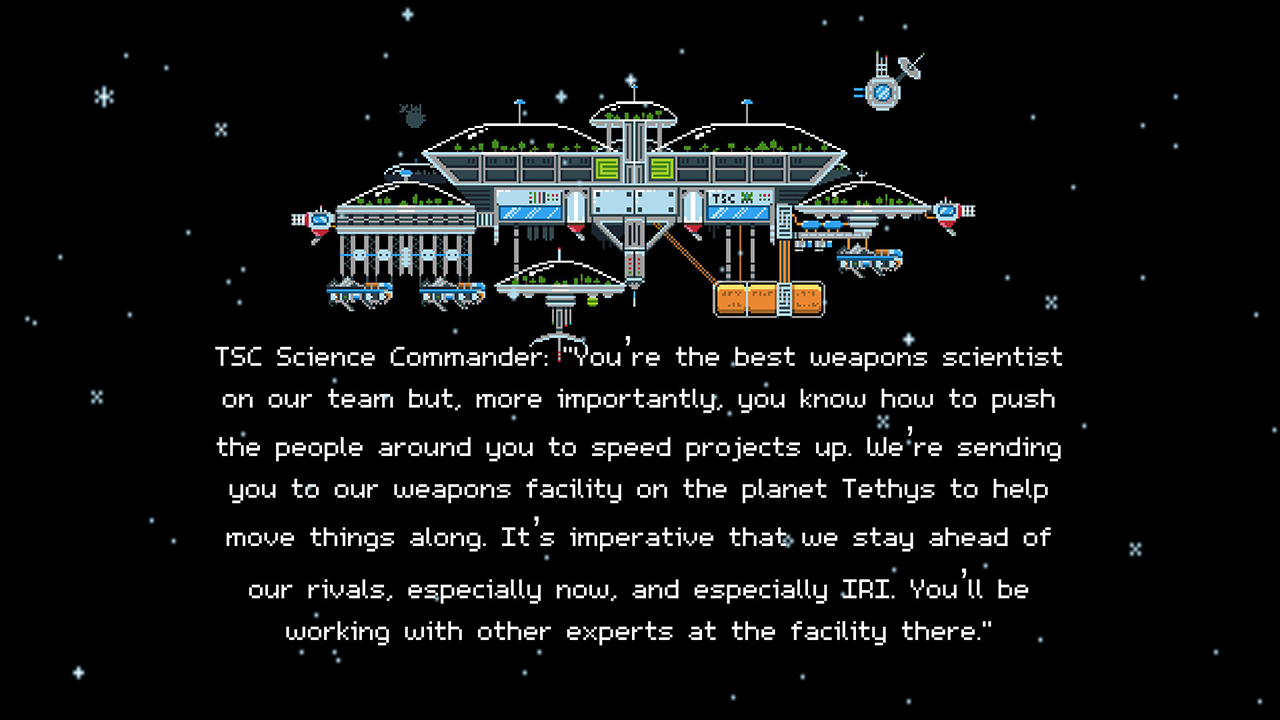 TSC
TSC Science Commander: "You're the best weapons scientist
on our team but, more importantly, you know how to push
the people around you to speed projects up. We're sending
you to our weapons facility on the planet Tethys to help
move things along. It's imperative that we stay ahead of
our rivals, especially now, and especially IRI. You'll be
working with other experts at the facility there."